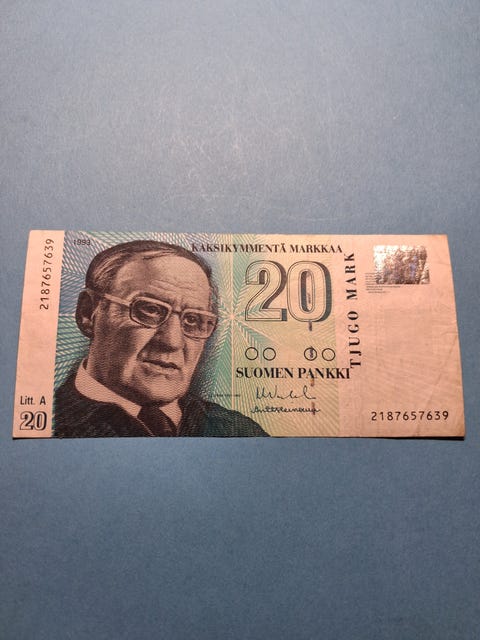 1993
KAKSIKYMMENTÄ MARKKAA
20
TJUGO MARK
SUOMEN PANKKI
2187657639
Litt. A
20
2187657639